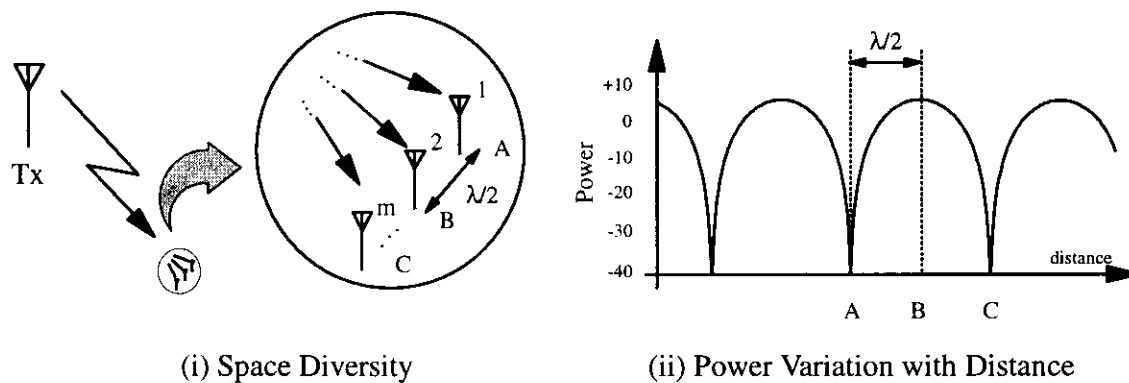 Tx
1
2
m
A
B
C
λ/2
λ/2
+10
0
-10
-20
-30
-40
Power
distance
A B C
(i) Space Diversity
(ii) Power Variation with Distance